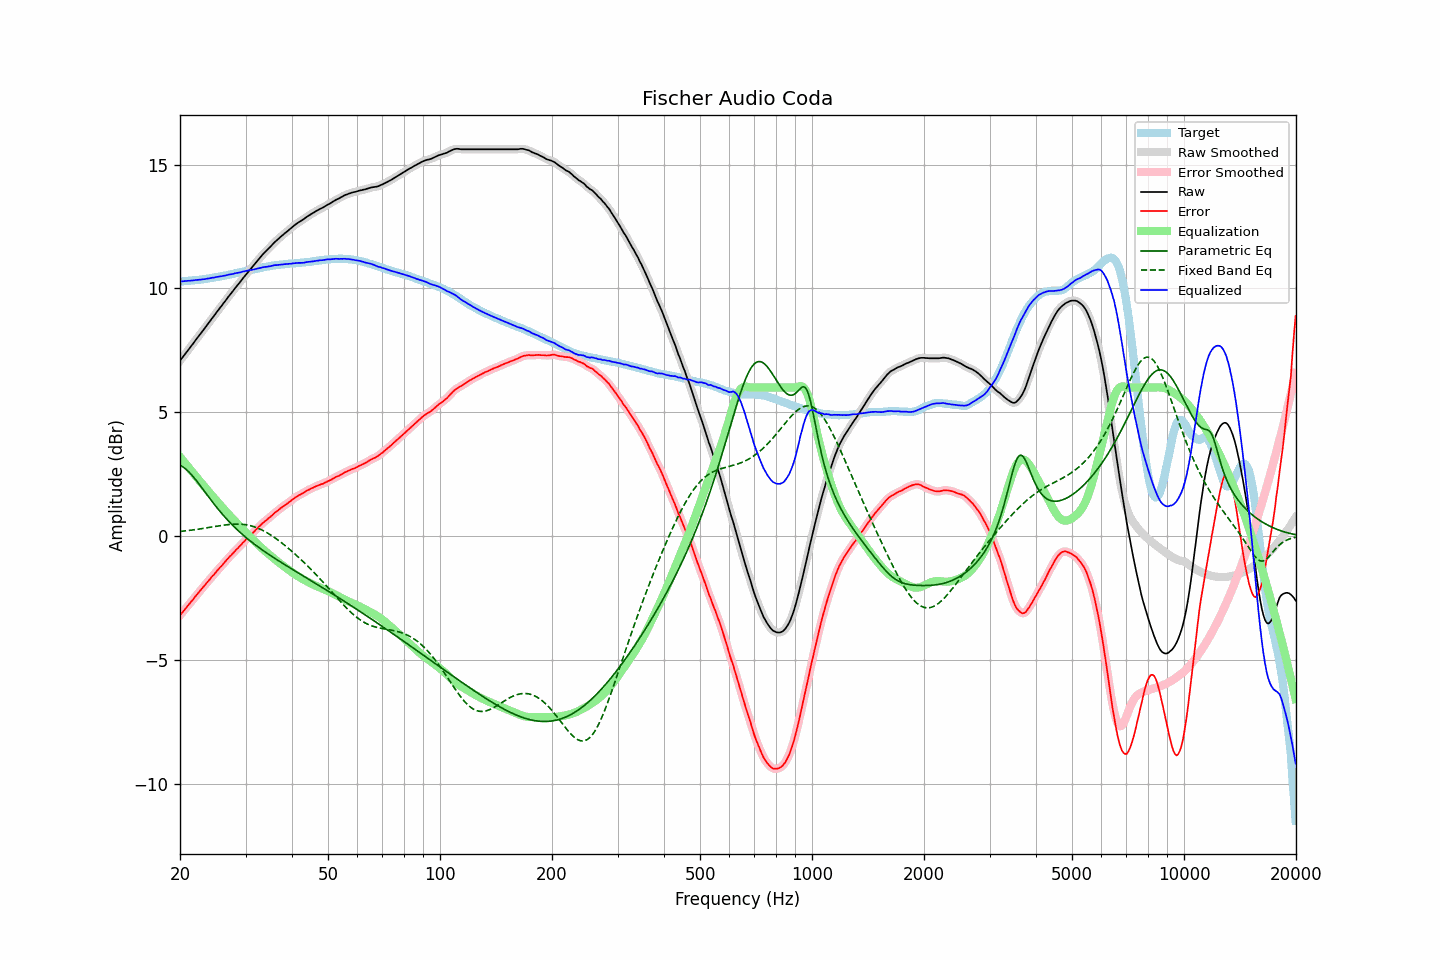 Fischer Audio Coda
Target
Raw Smoothed
Error Smoothed
Raw
Error
Equalization
Parametric Eq
Fixed Band Eq
Equalized
15
10
5
0
−5
−10
Amplitude (dBr)
20
50
100
200
500
1000
2000
5000
10000
20000
Frequency (Hz)